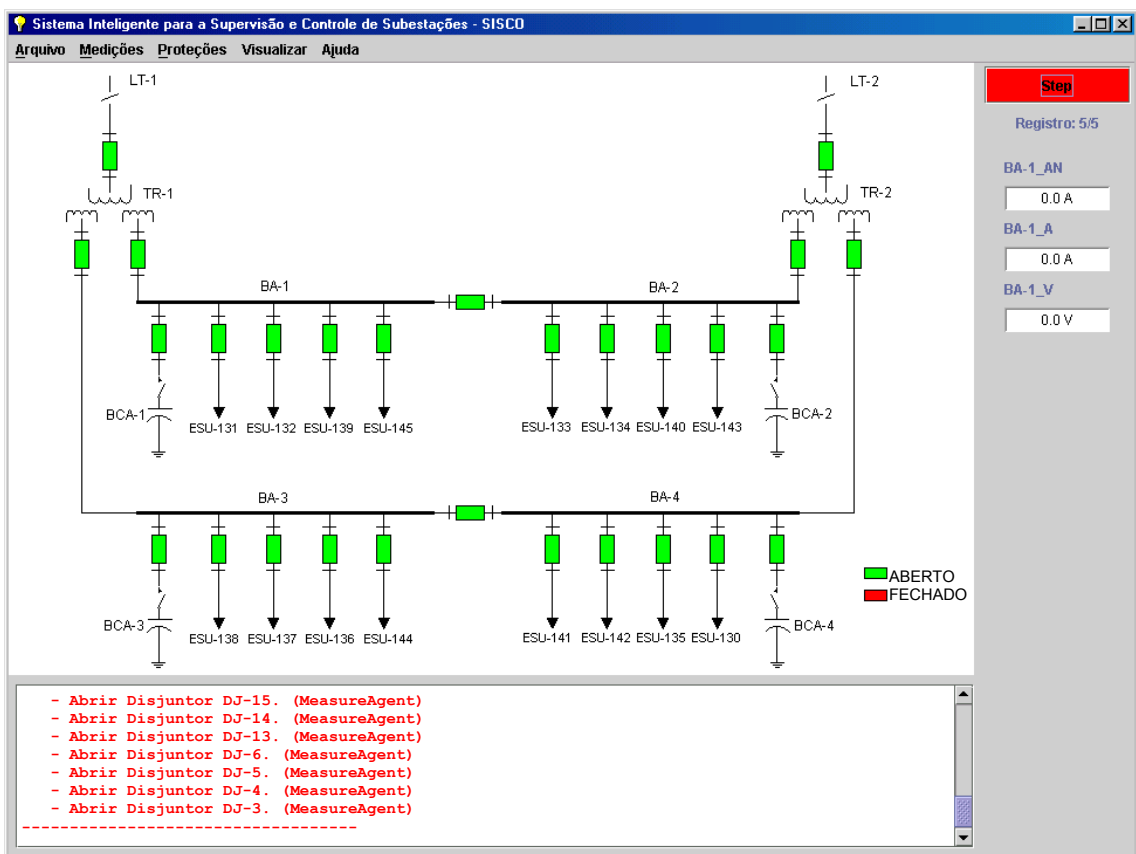 Sistema Inteligente para a Supervisão e Controle de Subestações - SISCO
Arquivo Medições Proteções Visualizar Ajuda
LT-1
LT-2
Step
Registro: 5/5
TR-1
TR-2
BA-1_AN
0.0 A
BA-1_A
0.0 A
BA-1_V
0.0 V
BA-1
BA-2
BCA-1
BCA-2
ESU-131 ESU-132 ESU-139 ESU-145
ESU-133 ESU-134 ESU-140 ESU-143
BA-3
BA-4
ABERTO
FECHADO
BCA-3
BCA-4
ESU-138 ESU-137 ESU-136 ESU-144
ESU-141 ESU-142 ESU-135 ESU-130
- Abrir Disjuntor DJ-15. (MeasureAgent)
- Abrir Disjuntor DJ-14. (MeasureAgent)
- Abrir Disjuntor DJ-13. (MeasureAgent)
- Abrir Disjuntor DJ-6. (MeasureAgent)
- Abrir Disjuntor DJ-5. (MeasureAgent)
- Abrir Disjuntor DJ-4. (MeasureAgent)
- Abrir Disjuntor DJ-3. (MeasureAgent)
-----------------------------------